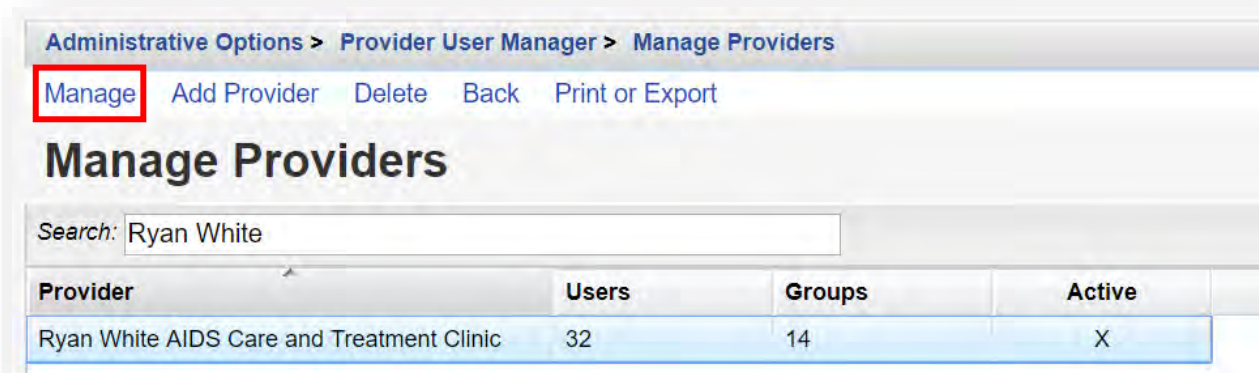 Administrative Options > Provider User Manager > Manage Providers
Manage Add Provider Delete Back Print or Export
Manage Providers
Search: Ryan White
Provider Users Groups Active
Ryan White AIDS Care and Treatment Clinic 32 14 X